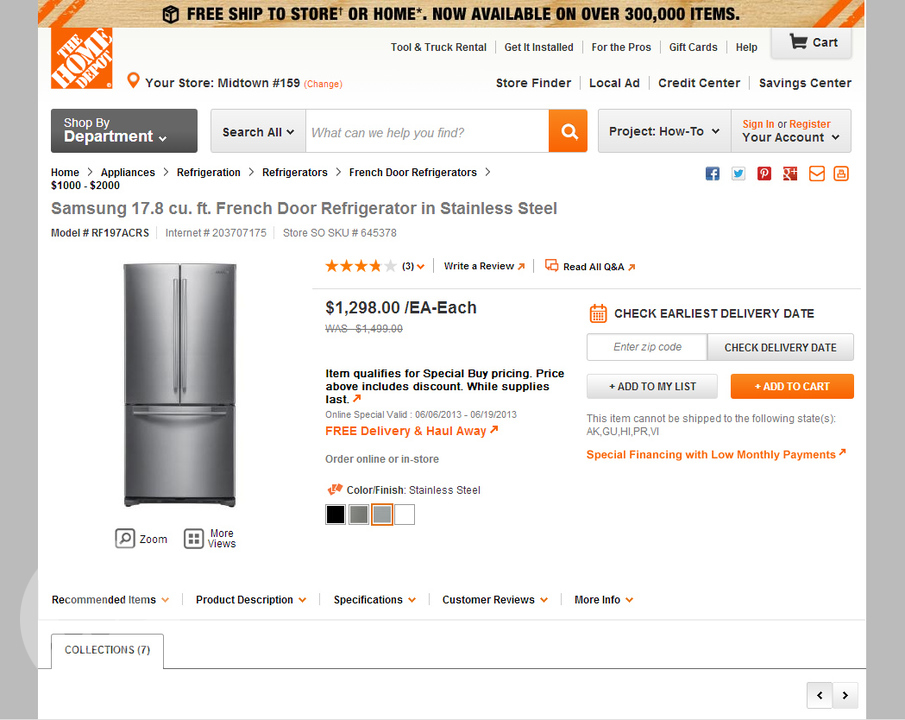 FREE SHIP TO STORE† OR HOME*. NOW AVAILABLE ON OVER 300,000 ITEMS.
THE HOME DEPOT
Tool & Truck Rental Get It Installed For the Pros Gift Cards Help Cart
Your Store: Midtown #159 (Change) Store Finder Local Ad Credit Center Savings Center
Shop By
Department
Search All What can we help you find? Project: How-To Sign In or Register
Your Account
Home > Appliances > Refrigeration > Refrigerators > French Door Refrigerators >
$1000 - $2000
Samsung 17.8 cu. ft. French Door Refrigerator in Stainless Steel
Model # RF197ACRS Internet # 203707175 Store SO SKU # 645378
(3) Write a Review Read All Q&A
$1,298.00 /EA-Each
WAS $1,499.00
CHECK EARLIEST DELIVERY DATE
Enter zip code CHECK DELIVERY DATE
Item qualifies for Special Buy pricing. Price
above includes discount. While supplies
last.
+ ADD TO MY LIST + ADD TO CART
Online Special Valid : 06/06/2013 - 06/19/2013
FREE Delivery & Haul Away
This item cannot be shipped to the following state(s):
AK,GU,HI,PR,VI
Order online or in-store
Special Financing with Low Monthly Payments
Color/Finish: Stainless Steel
Zoom More
Views
Recommended Items Product Description Specifications Customer Reviews More Info
COLLECTIONS (7)